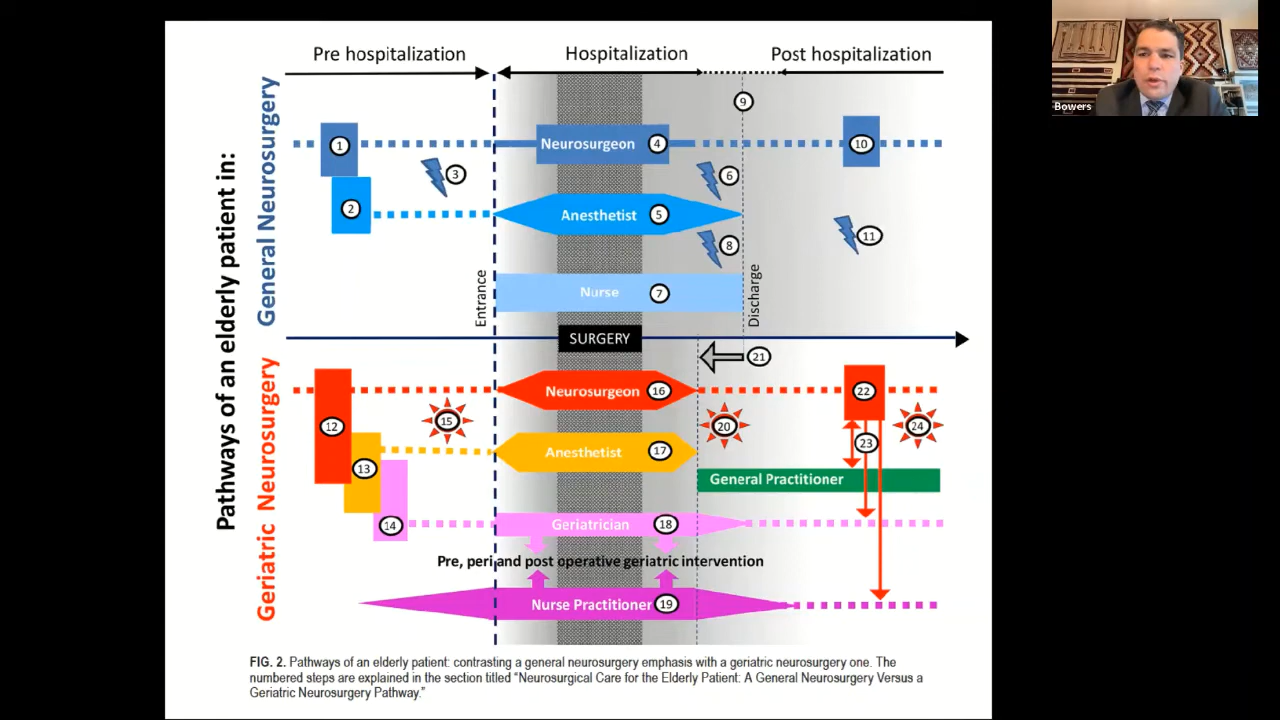 Pre hospitalization
Hospitalization
Post hospitalization
Bowers
Pathways of an elderly patient in:
General Neurosurgery
9
1
Neurosurgeon 4
10
3
6
2
Anesthetist 5
8
11
Entrance
Nurse 7
Discharge
SURGERY
21
Geriatric Neurosurgery
12
Neurosurgeon 16
22
15
20
24
23
13
Anesthetist 17
General Practitioner
14
Geriatrician 18
Pre, peri and post operative geriatric intervention
Nurse Practitioner 19
FIG. 2. Pathways of an elderly patient: contrasting a general neurosurgery emphasis with a geriatric neurosurgery one. The
numbered steps are explained in the section titled “Neurosurgical Care for the Elderly Patient: A General Neurosurgery Versus a
Geriatric Neurosurgery Pathway.”